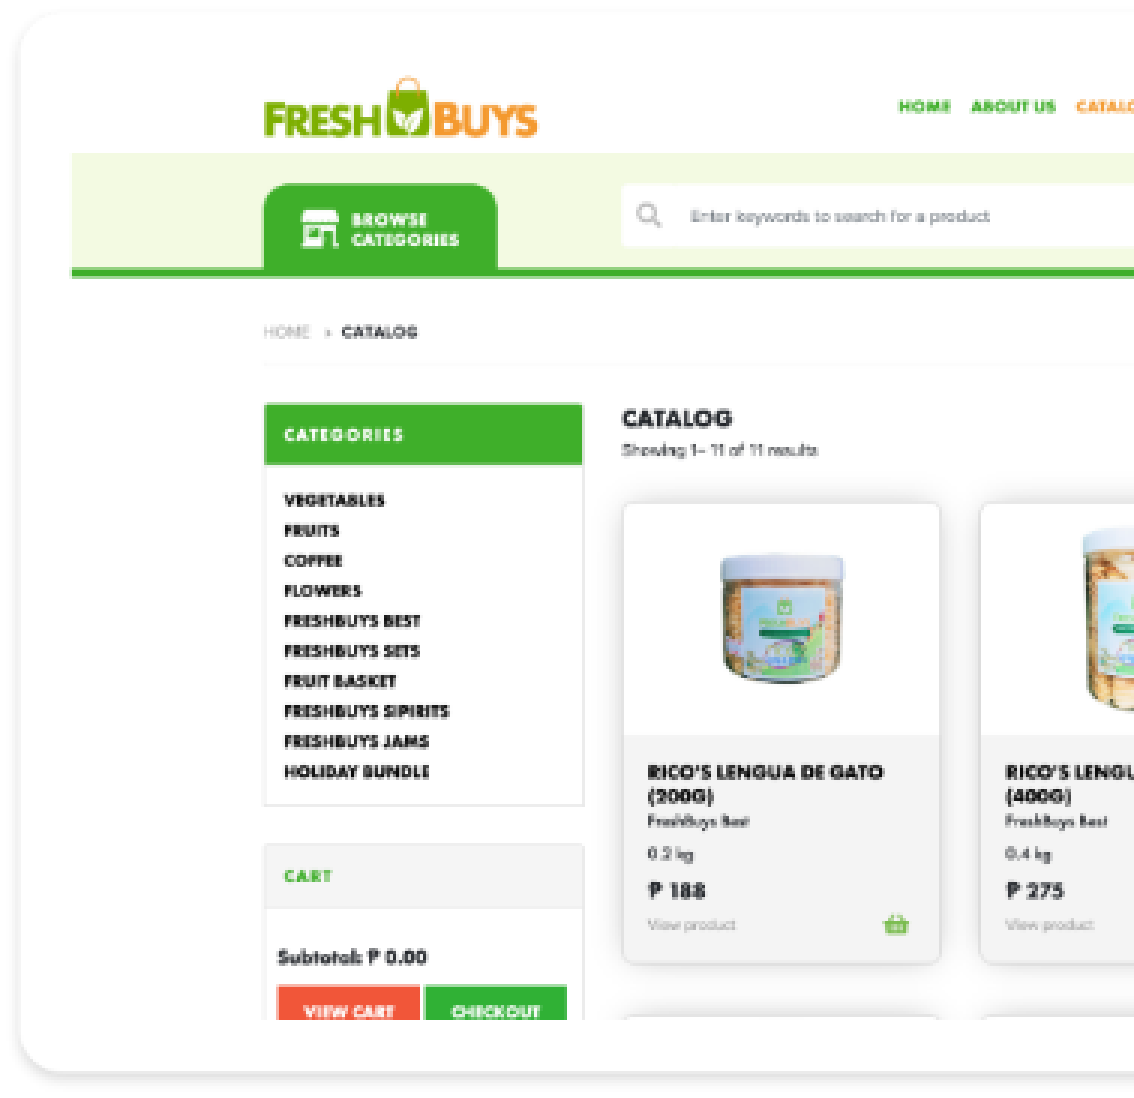 FRESH BUYS
HOME ABOUT US CATALO
BROWSE
CATEGORIES
Enter keywords to search for a product
HOME › CATALOG
CATEGORIES
VEGETABLES
FRUITS
COFFEE
FLOWERS
FRESHBUYS BEST
FRESHBUYS SETS
FRUIT BASKET
FRESHBUYS SIPIRITS
FRESHBUYS JAMS
HOLIDAY BUNDLE
CART
Subtotal: ₱ 0.00
VIEW CART CHECKOUT
CATALOG
Showing 1– 11 of 11 results
FRESHBUYS
RICO'S LENGUA DE GATO
(200G)
FreshBuys Best
0.2 kg
₱ 188
View product
RICO'S LENGU
(400G)
FreshBuys Best
0.4 kg
₱ 275
View product